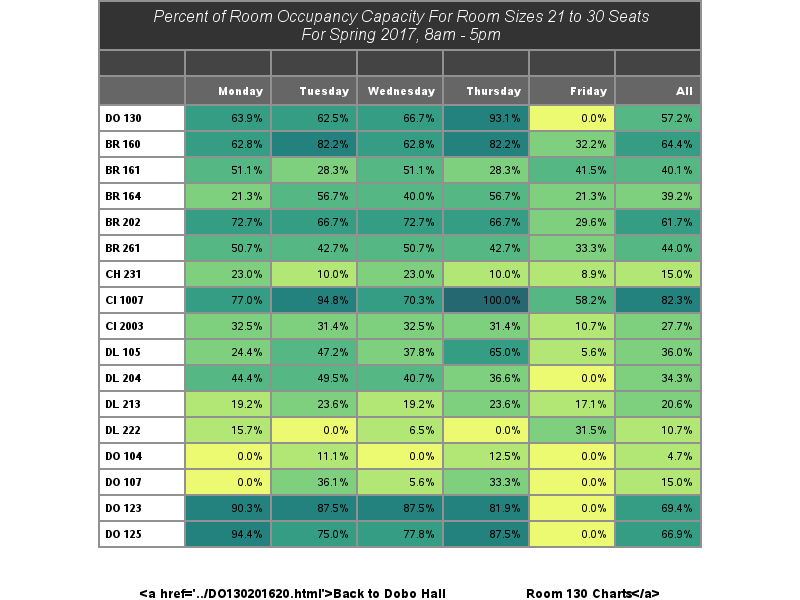 Percent of Room Occupancy Capacity For Room Sizes 21 to 30 Seats
For Spring 2017, 8am - 5pm
Monday Tuesday Wednesday Thursday Friday All
DO 130 63.9% 62.5% 66.7% 93.1% 0.0% 57.2%
BR 160 62.8% 82.2% 62.8% 82.2% 32.2% 64.4%
BR 161 51.1% 28.3% 51.1% 28.3% 41.5% 40.1%
BR 164 21.3% 56.7% 40.0% 56.7% 21.3% 39.2%
BR 202 72.7% 66.7% 72.7% 66.7% 29.6% 61.7%
BR 261 50.7% 42.7% 50.7% 42.7% 33.3% 44.0%
CH 231 23.0% 10.0% 23.0% 10.0% 8.9% 15.0%
CI 1007 77.0% 94.8% 70.3% 100.0% 58.2% 82.3%
CI 2003 32.5% 31.4% 32.5% 31.4% 10.7% 27.7%
DL 105 24.4% 47.2% 37.8% 65.0% 5.6% 36.0%
DL 204 44.4% 49.5% 40.7% 36.6% 0.0% 34.3%
DL 213 19.2% 23.6% 19.2% 23.6% 17.1% 20.6%
DL 222 15.7% 0.0% 6.5% 0.0% 31.5% 10.7%
DO 104 0.0% 11.1% 0.0% 12.5% 0.0% 4.7%
DO 107 0.0% 36.1% 5.6% 33.3% 0.0% 15.0%
DO 123 90.3% 87.5% 87.5% 81.9% 0.0% 69.4%
DO 125 94.4% 75.0% 77.8% 87.5% 0.0% 66.9%
<a href='../DO130201620.html'>Back to Dobo Hall Room 130 Charts</a>